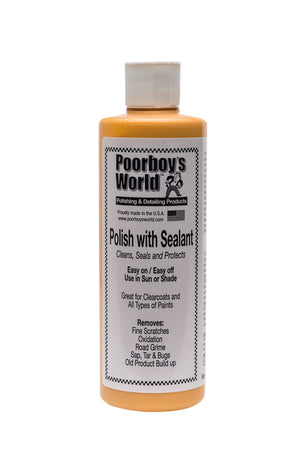 Poorboy's
World
Polishing & Detailing Products
Proudly made in the U.S.A.
poorboysworld.com
Polish with Sealant
Cleans, Seals and Protects
Easy on / Easy off
Use in Sun or Shade
Great for Clearcoats and
All Types of Paints
Removes:
Fine Scratches
Oxidation
Road Grime
Sap, Tar & Bugs
Old Product Build up